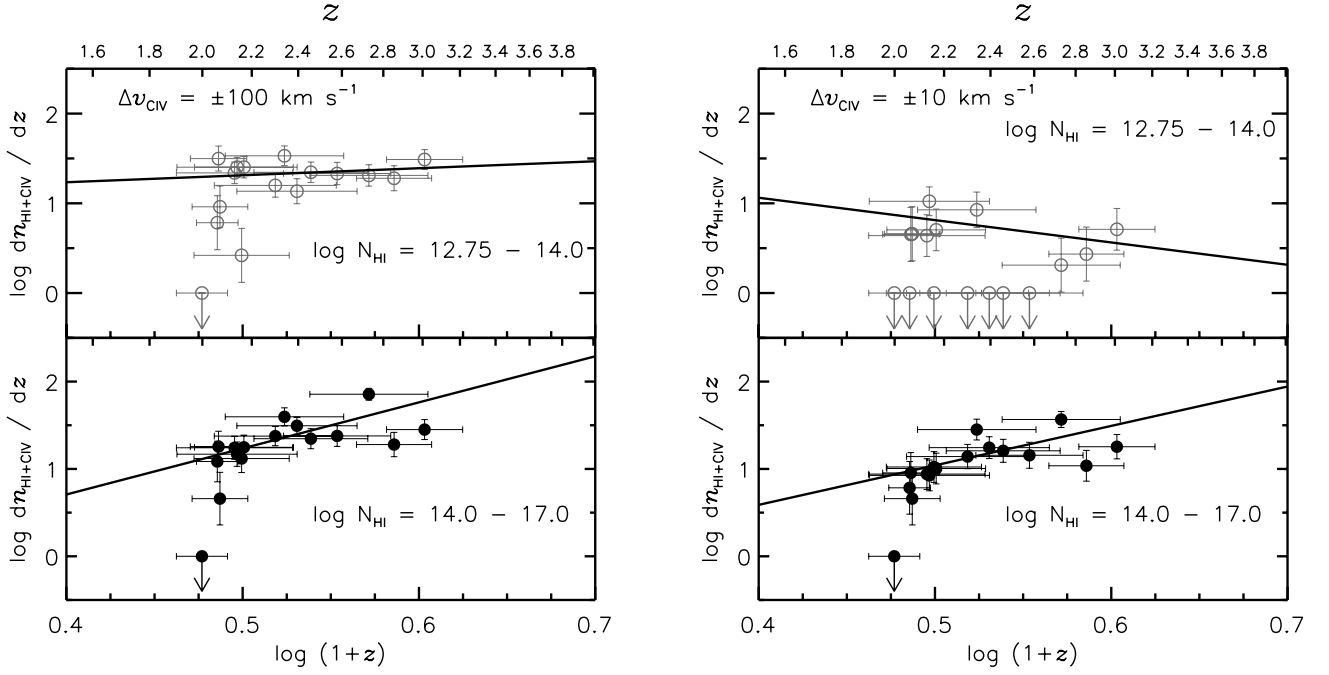 z z
1.6 1.8 2.0 2.2 2.4 2.6 2.8 3.0 3.2 3.4 3.6 3.8
1.6 1.8 2.0 2.2 2.4 2.6 2.8 3.0 3.2 3.4 3.6 3.8
Δv_CIV = ±100 km s⁻¹
log N_HI = 12.75 − 14.0
log dn_HI+CIV / dz
2
1
0
Δv_CIV = ±10 km s⁻¹
log N_HI = 12.75 − 14.0
log dn_HI+CIV / dz
2
1
0
log N_HI = 14.0 − 17.0
log dn_HI+CIV / dz
2
1
0
log N_HI = 14.0 − 17.0
log dn_HI+CIV / dz
2
1
0
0.4 0.5 0.6 0.7
log (1+z)
0.4 0.5 0.6 0.7
log (1+z)